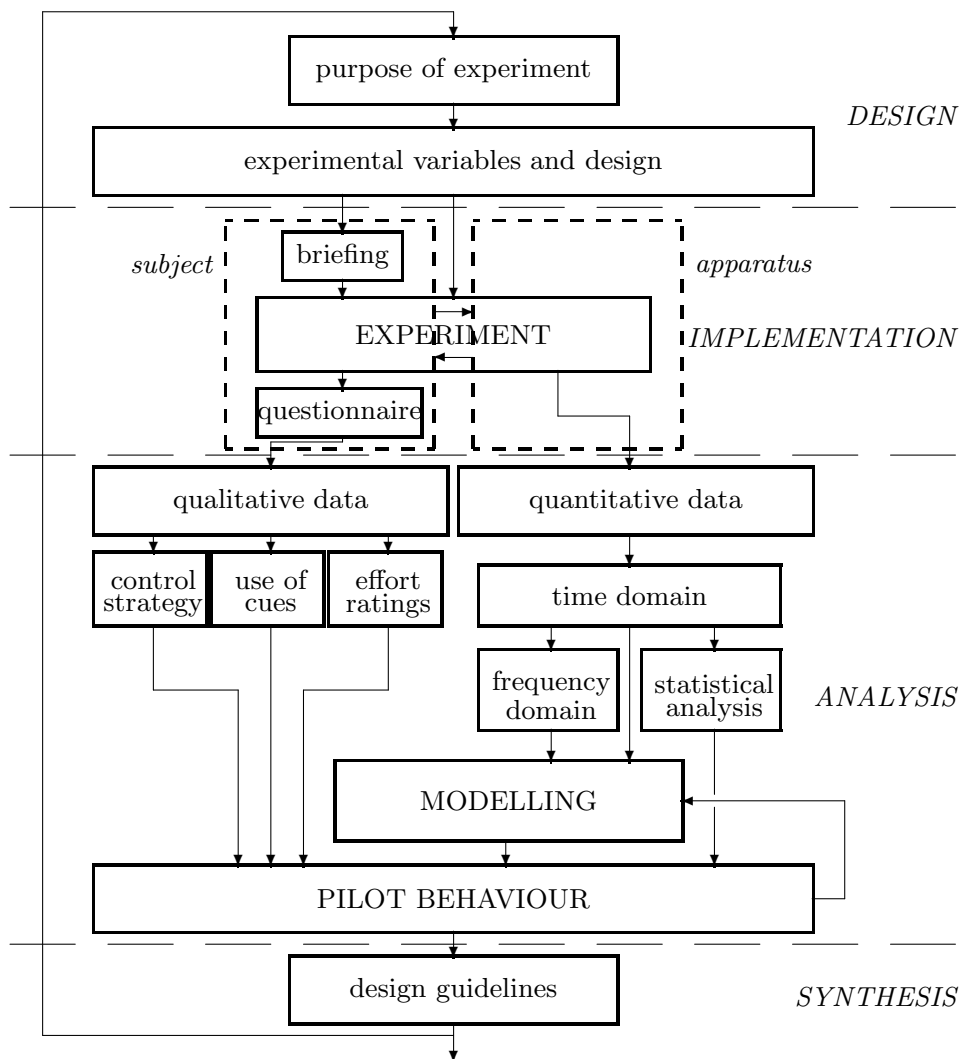 purpose of experiment
DESIGN
experimental variables and design
subject
briefing
apparatus
EXPERIMENT
IMPLEMENTATION
questionnaire
qualitative data
quantitative data
control
strategy
use of
cues
effort
ratings
time domain
frequency
domain
statistical
analysis
ANALYSIS
MODELLING
PILOT BEHAVIOUR
design guidelines
SYNTHESIS